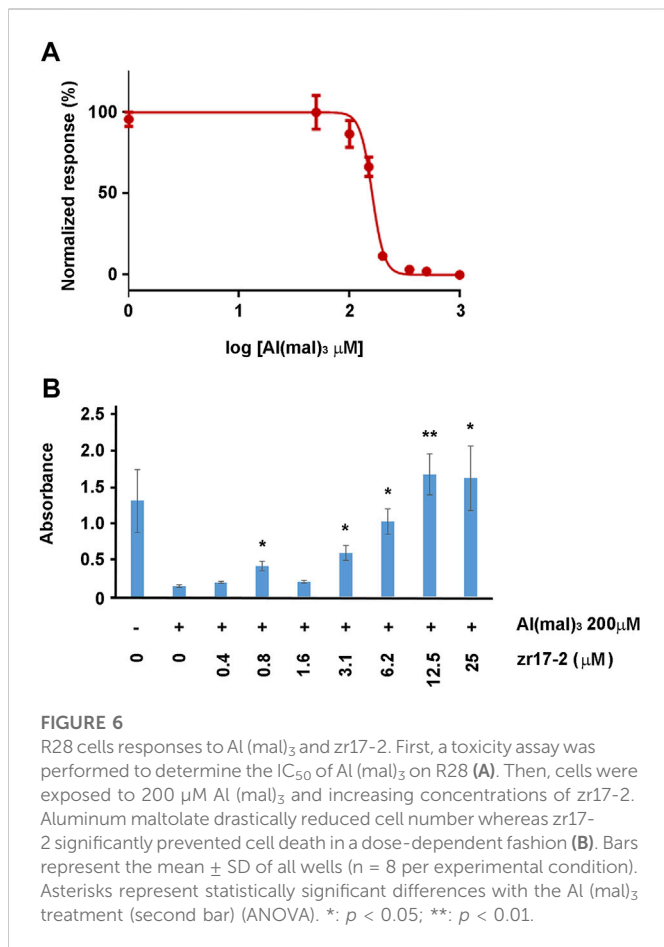 A
Normalized response (%)
100
50
0
0 1 2 3
log [Al(mal)₃ μM]
B
Absorbance
2.5
2.0
1.5
1.0
0.5
0
* * * ** *
- + + + + + + + + Al(mal)₃ 200μM
0 0 0.4 0.8 1.6 3.1 6.2 12.5 25 zr17-2 (μM)
FIGURE 6
R28 cells responses to Al (mal)₃ and zr17-2. First, a toxicity assay was
performed to determine the IC₅₀ of Al (mal)₃ on R28 (A). Then, cells were
exposed to 200 µM Al (mal)₃ and increasing concentrations of zr17-2.
Aluminum maltolate drastically reduced cell number whereas zr17-
2 significantly prevented cell death in a dose-dependent fashion (B). Bars
represent the mean ± SD of all wells (n = 8 per experimental condition).
Asterisks represent statistically significant differences with the Al (mal)₃
treatment (second bar) (ANOVA). *: p < 0.05; **: p < 0.01.